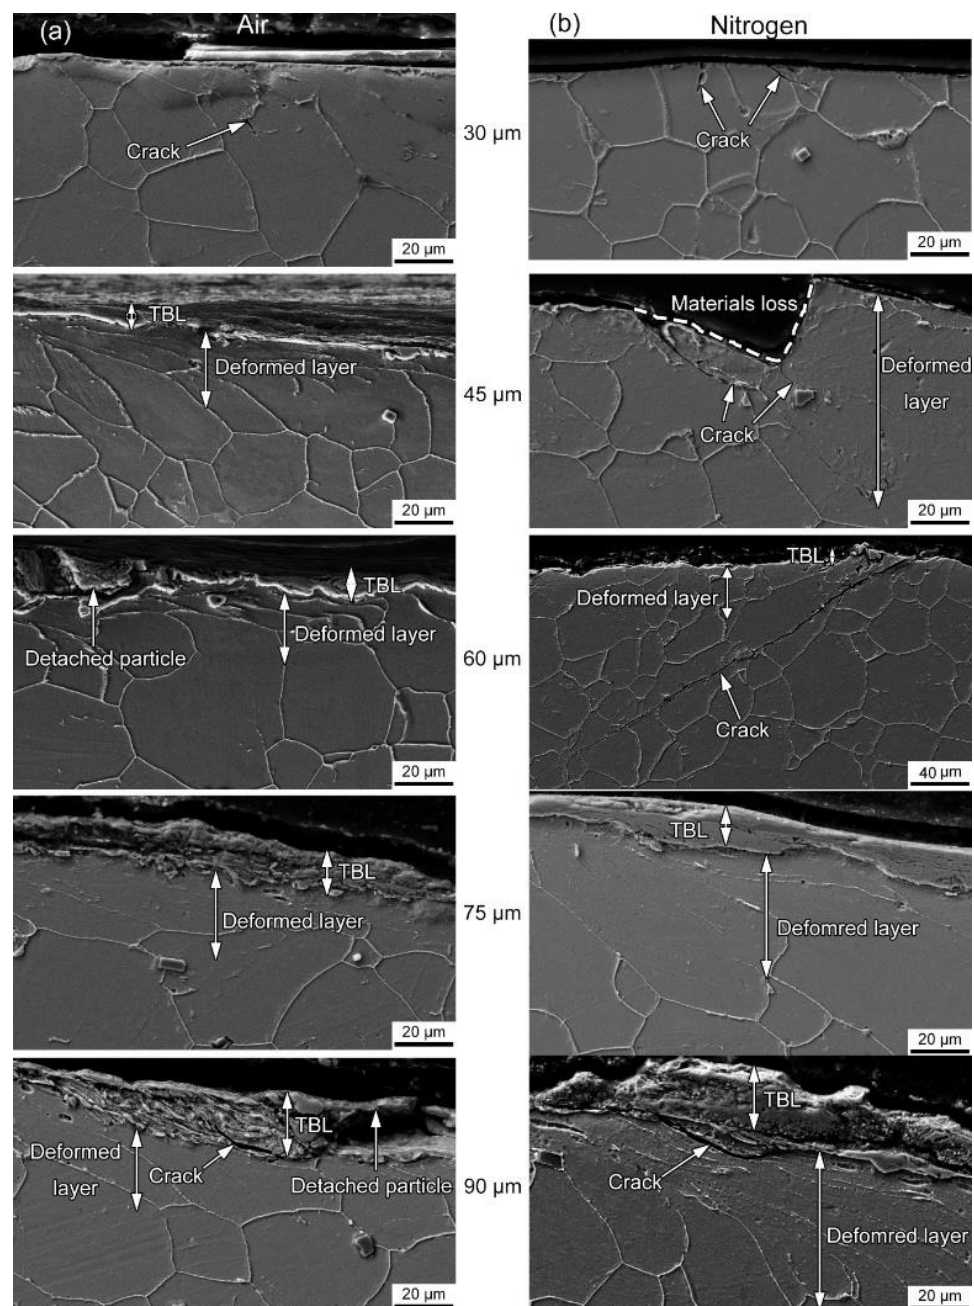 (a)
Air
(b)
Nitrogen
Crack
20 μm
30 μm
Crack
20 μm
TBL
Deformed layer
20 μm
45 μm
Materials loss
Deformed
layer
Crack
20 μm
TBL
Deformed layer
Detached particle
20 μm
60 μm
TBL
Deformed layer
Crack
40 μm
TBL
Deformed layer
20 μm
75 μm
TBL
Defomred layer
20 μm
TBL
Deformed
layer
Crack
Detached particle
20 μm
90 μm
TBL
Crack
Defomred layer
20 μm